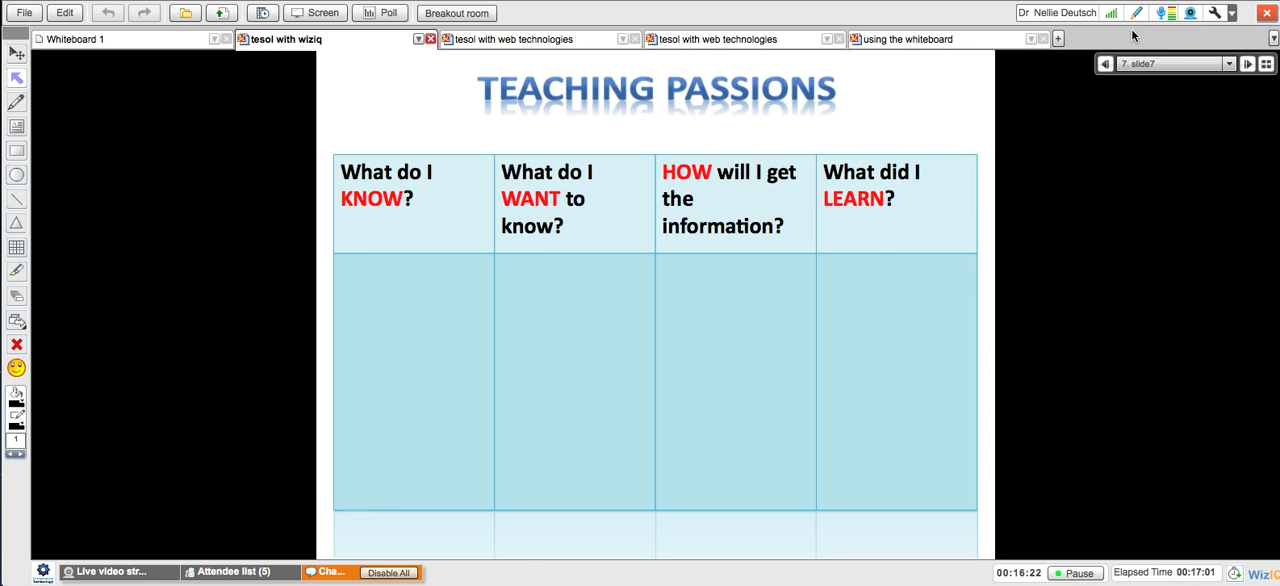 File Edit Screen Poll Breakout room Dr Nellie Deutsch
Whiteboard 1 tesol with wiziq tesol with web technologies tesol with web technologies using the whiteboard
7. slide7
TEACHING PASSIONS
What do I
KNOW?
What do I
WANT to
know?
HOW will I get
the
information?
What did I
LEARN?
1
Live video str... Attendee list (5) Cha... Disable All 00:16:22 Pause Elapsed Time 00:17:01